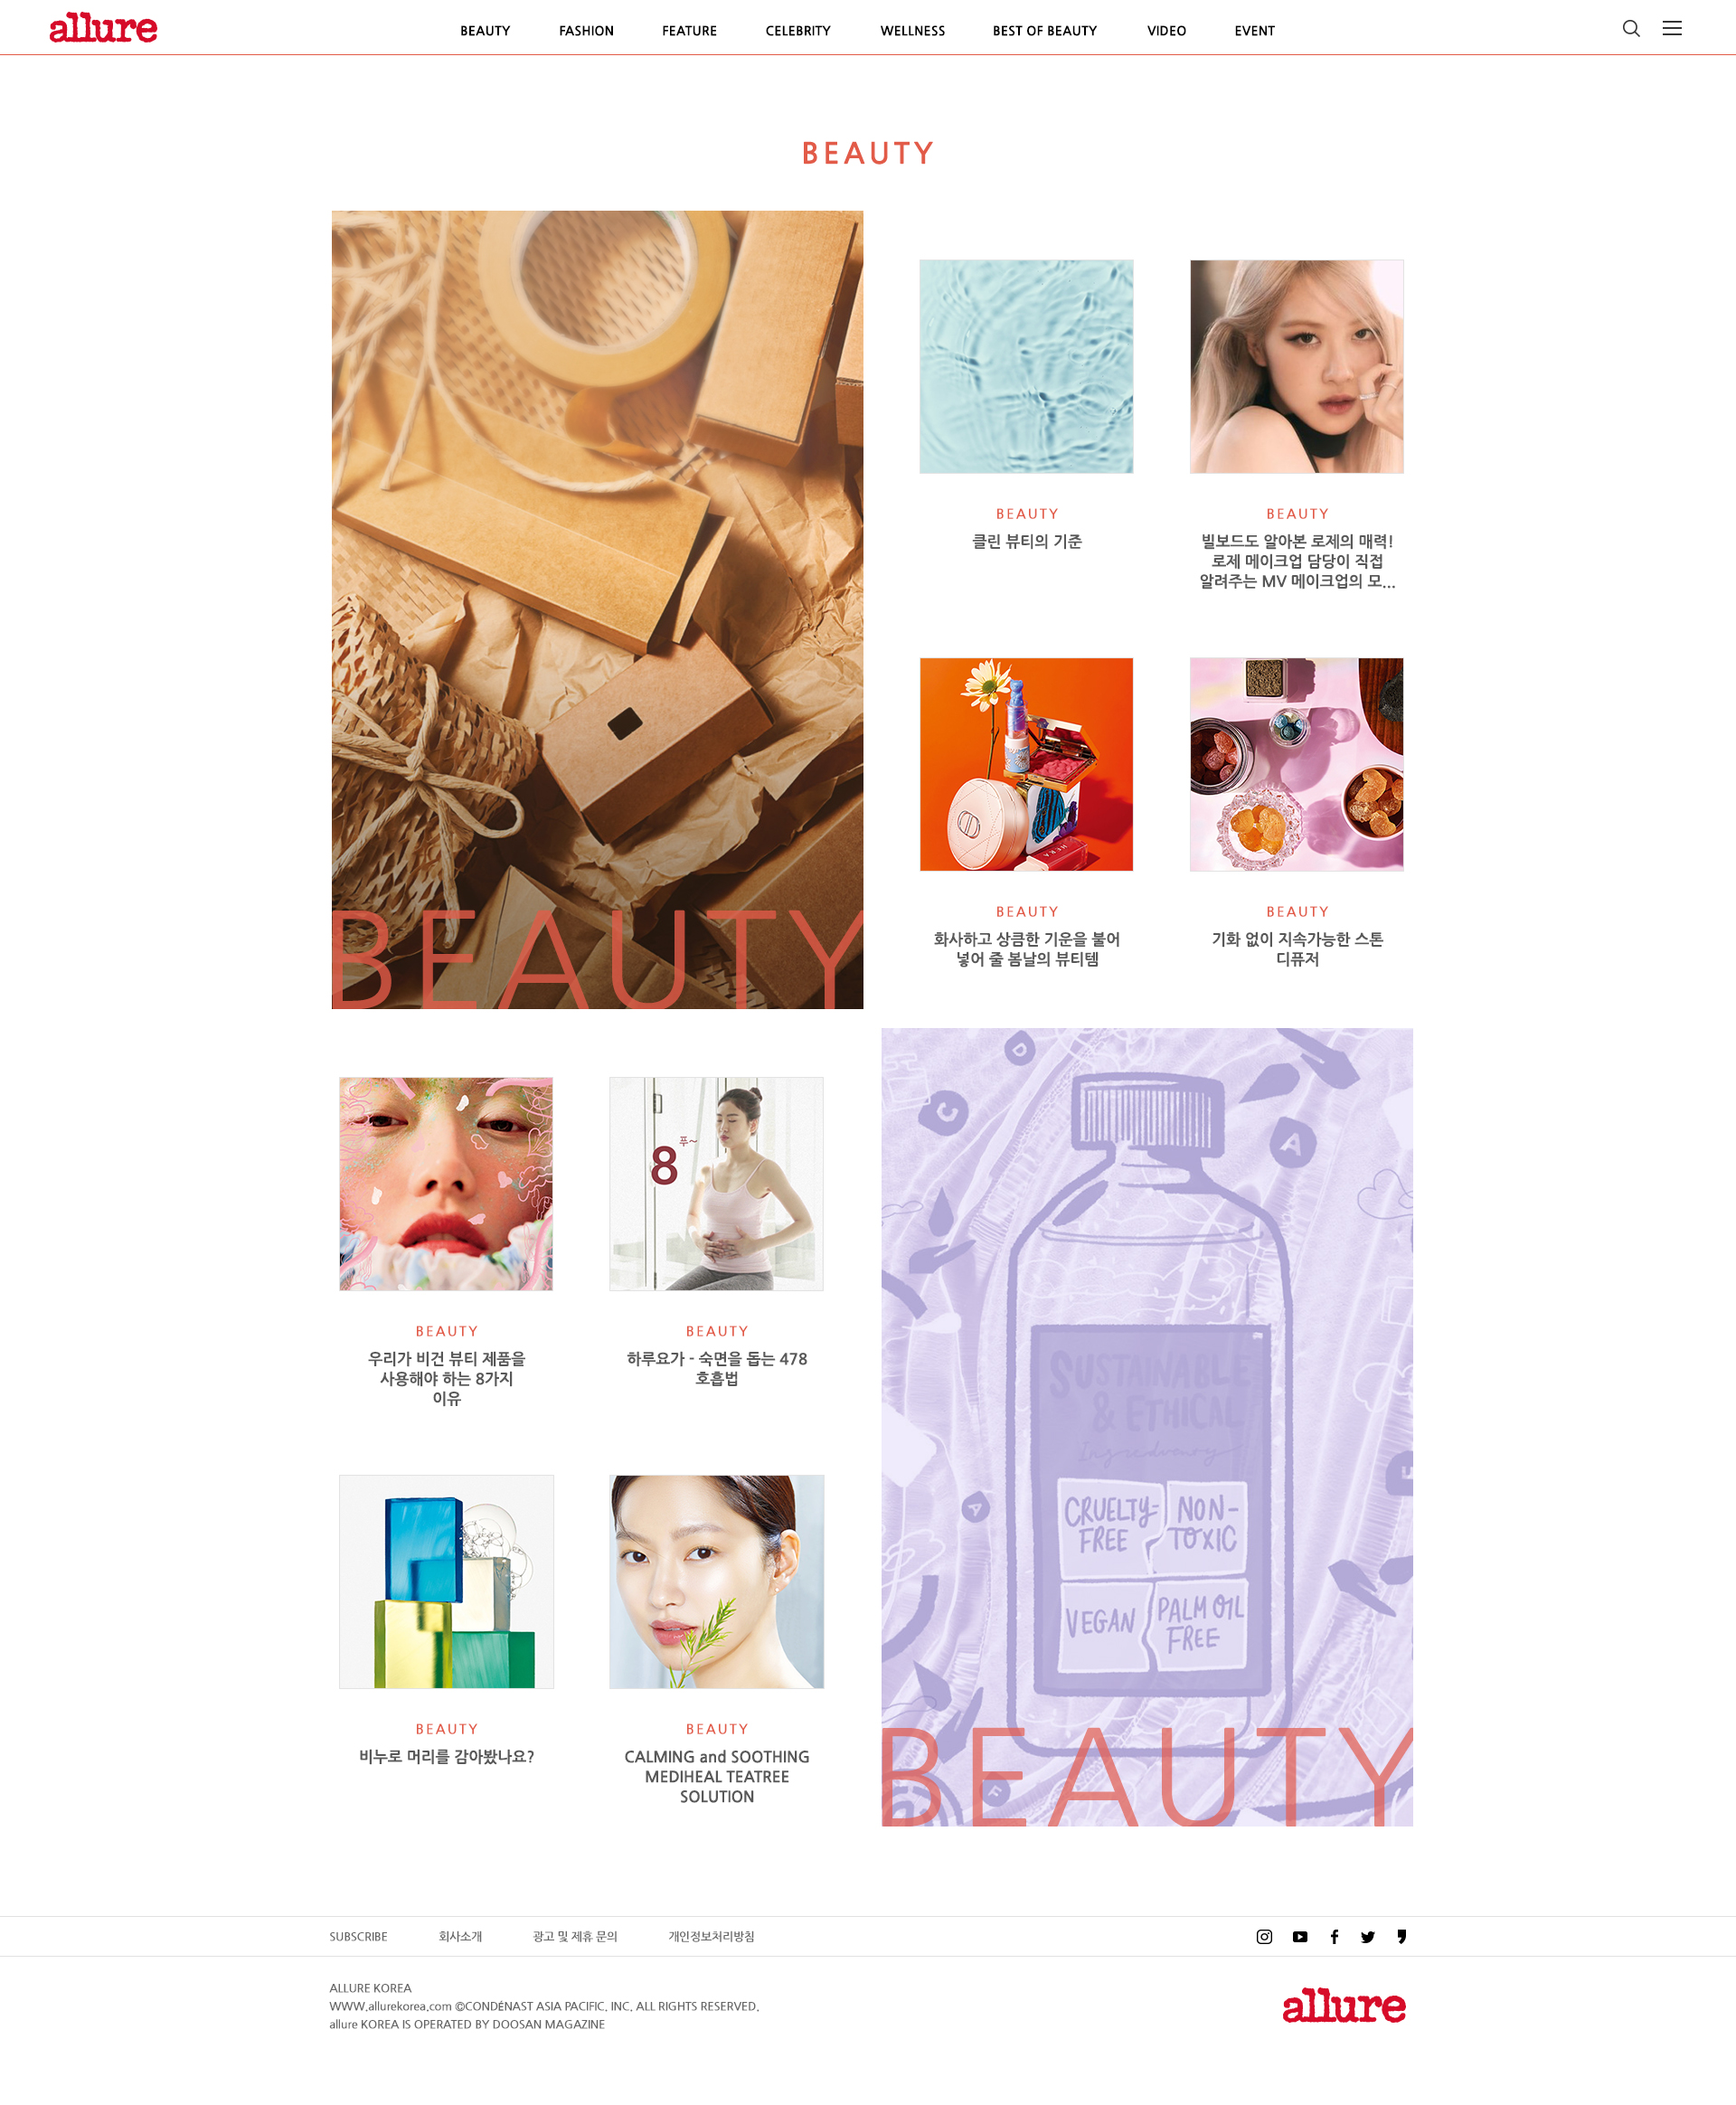 allure
BEAUTY
FASHION
FEATURE
CELEBRITY
WELLNESS
BEST OF BEAUTY
VIDEO
EVENT
BEAUTY
BEAUTY
BEAUTY
클린 뷰티의 기준
BEAUTY
빌보드도 알아본 로제의 매력!
로제 메이크업 담당이 직접
알려주는 MV 메이크업의 모...
HERA
BEAUTY
화사하고 상큼한 기운을 불어
넣어 줄 봄날의 뷰티템
BEAUTY
기화 없이 지속가능한 스톤
디퓨저
BEAUTY
우리가 비건 뷰티 제품을
사용해야 하는 8가지
이유
8
푸~
BEAUTY
하루요가 - 숙면을 돕는 478
호흡법
BEAUTY
비누로 머리를 감아봤나요?
BEAUTY
CALMING and SOOTHING
MEDIHEAL TEATREE
SOLUTION
D
C
A
SUSTAINABLE
& ETHICAL
E
A
CRUELTY-
FREE
NON-
TOXIC
VEGAN
PALM OIL
FREE
F
BEAUTY
SUBSCRIBE
회사소개
광고 및 제휴 문의
개인정보처리방침
ALLURE KOREA
WWW.allurekorea.com ©CONDÉNAST ASIA PACIFIC, INC. ALL RIGHTS RESERVED.
allure KOREA IS OPERATED BY DOOSAN MAGAZINE
allure